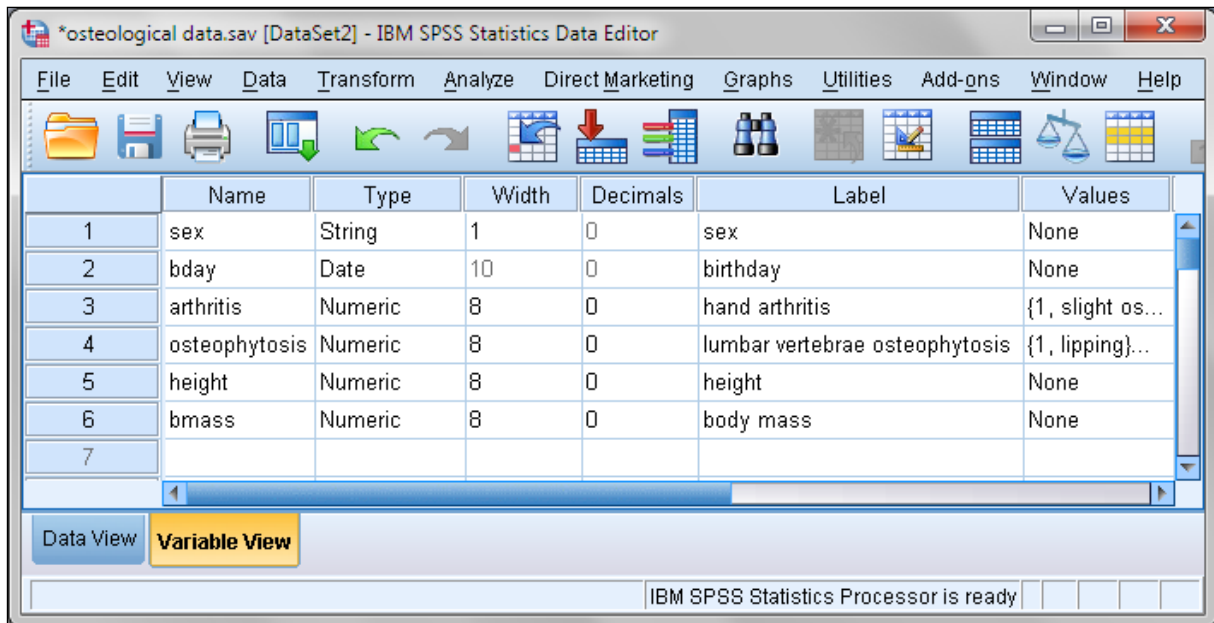 *osteological data.sav [DataSet2] - IBM SPSS Statistics Data Editor
File Edit View Data Transform Analyze Direct Marketing Graphs Utilities Add-ons Window Help
Name Type Width Decimals Label Values
1 sex String 1 0 sex None
2 bday Date 10 0 birthday None
3 arthritis Numeric 8 0 hand arthritis {1, slight os...
4 osteophytosis Numeric 8 0 lumbar vertebrae osteophytosis {1, lipping}...
5 height Numeric 8 0 height None
6 bmass Numeric 8 0 body mass None
7
Data View Variable View
IBM SPSS Statistics Processor is ready